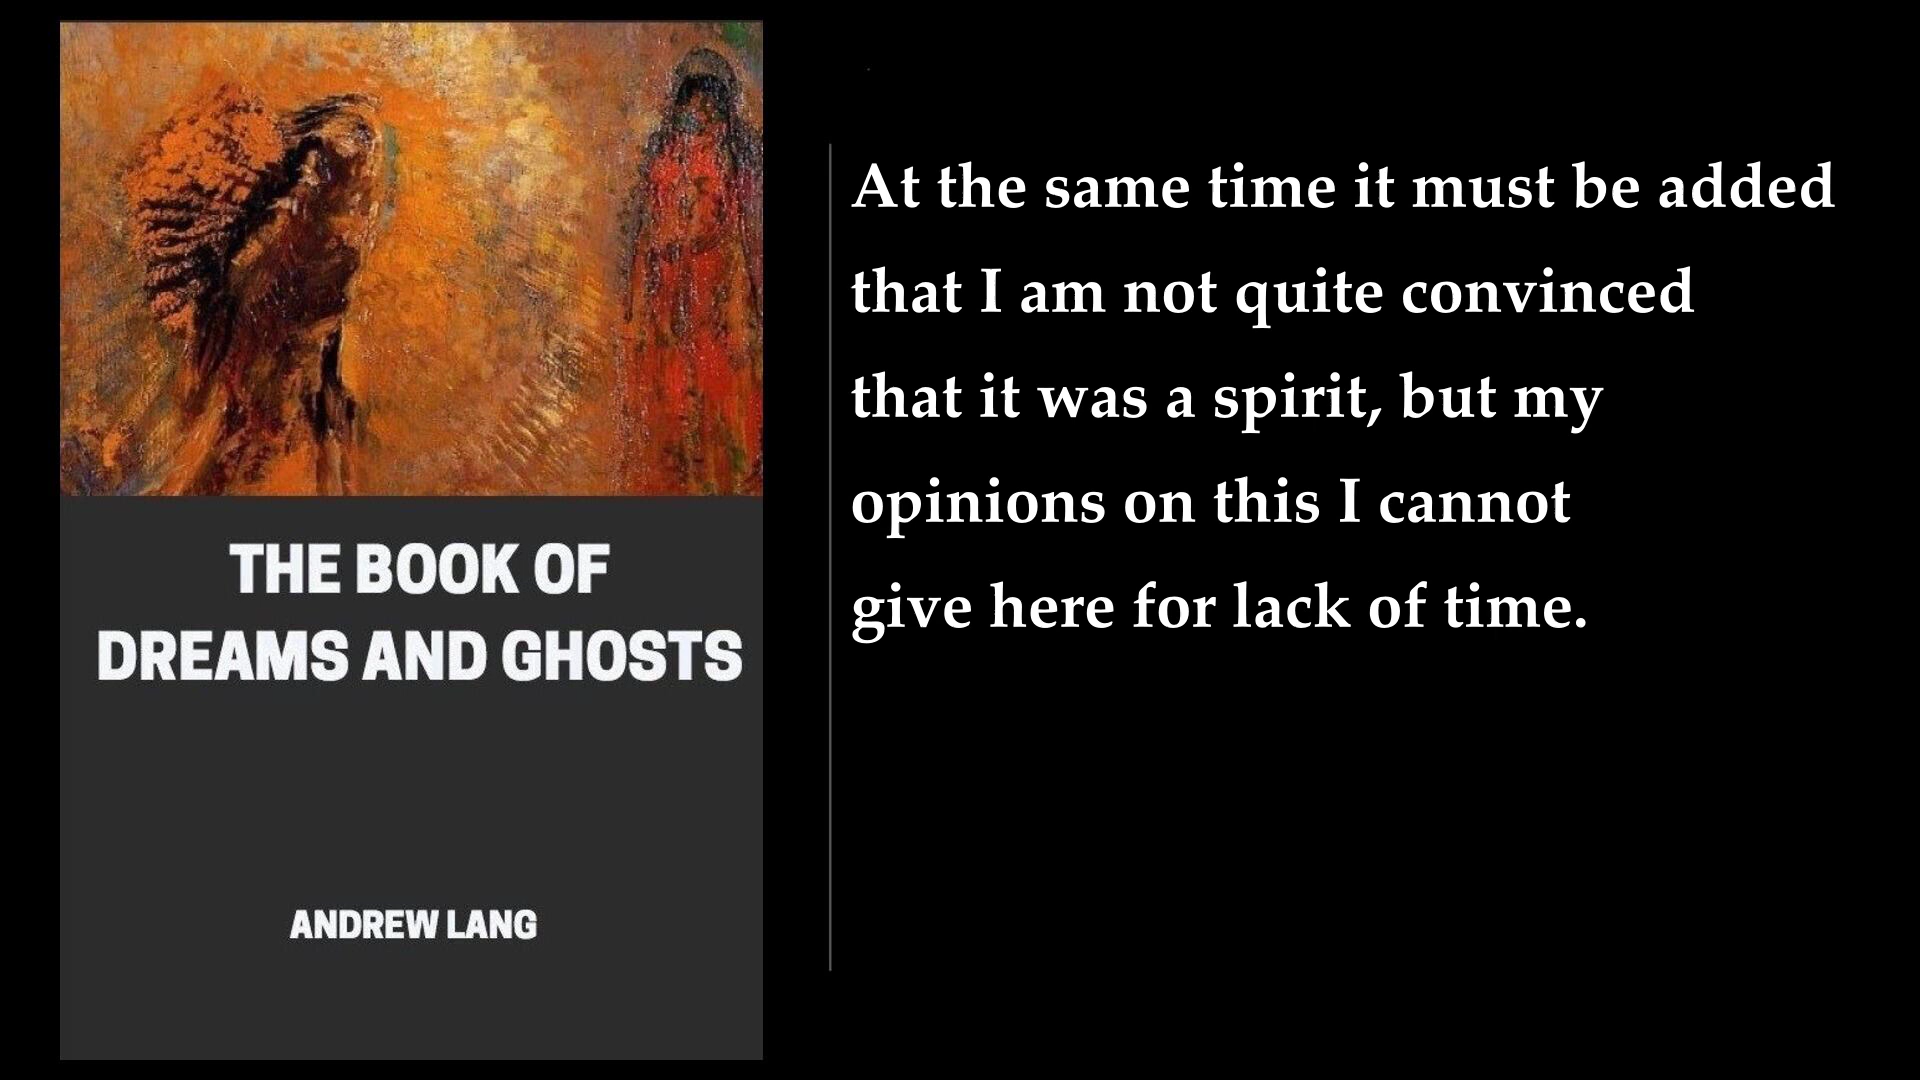 THE BOOK OF
DREAMS AND GHOSTS
ANDREW LANG
At the same time it must be added
that I am not quite convinced
that it was a spirit, but my
opinions on this I cannot
give here for lack of time.